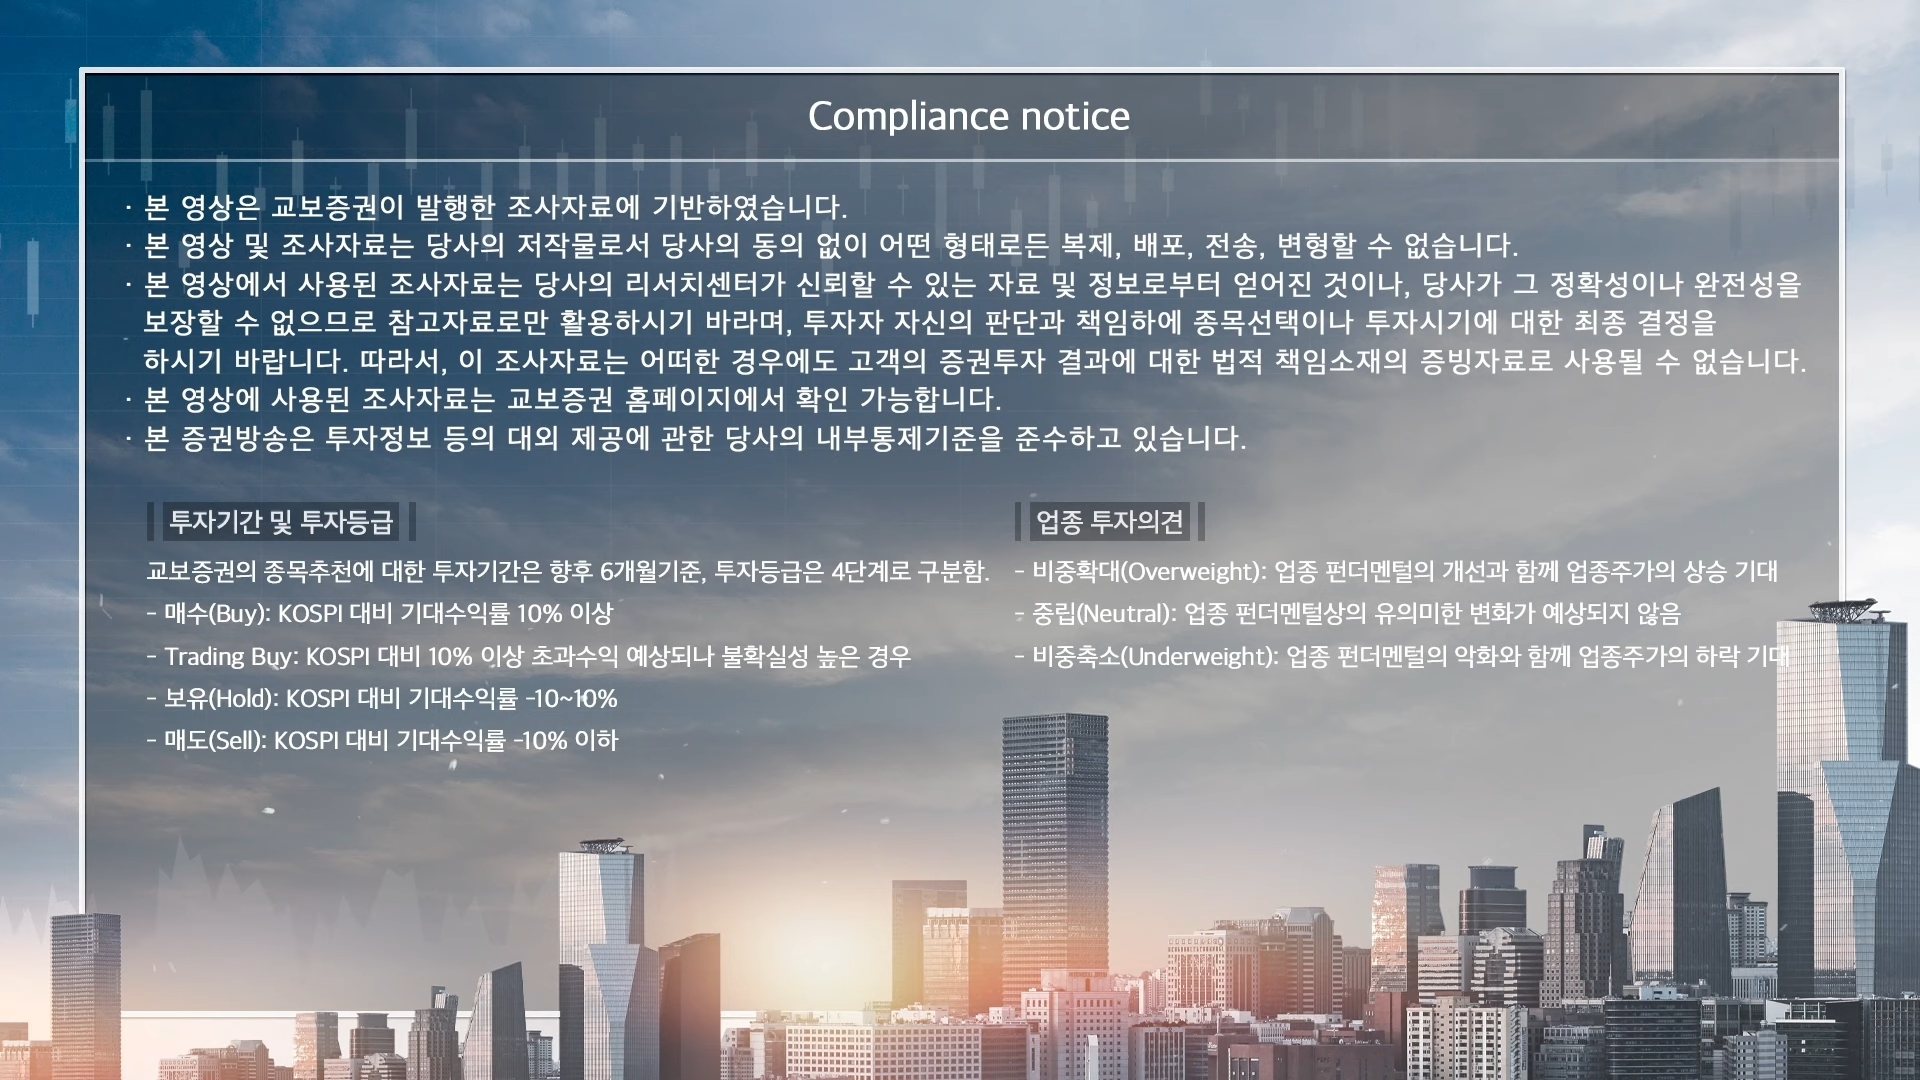 Compliance notice
· 본 영상은 교보증권이 발행한 조사자료에 기반하였습니다.
· 본 영상 및 조사자료는 당사의 저작물로서 당사의 동의 없이 어떤 형태로든 복제, 배포, 전송, 변형할 수 없습니다.
· 본 영상에서 사용된 조사자료는 당사의 리서치센터가 신뢰할 수 있는 자료 및 정보로부터 얻어진 것이나, 당사가 그 정확성이나 완전성을
보장할 수 없으므로 참고자료로만 활용하시기 바라며, 투자자 자신의 판단과 책임하에 종목선택이나 투자시기에 대한 최종 결정을
하시기 바랍니다. 따라서, 이 조사자료는 어떠한 경우에도 고객의 증권투자 결과에 대한 법적 책임소재의 증빙자료로 사용될 수 없습니다.
· 본 영상에 사용된 조사자료는 교보증권 홈페이지에서 확인 가능합니다.
· 본 증권방송은 투자정보 등의 대외 제공에 관한 당사의 내부통제기준을 준수하고 있습니다.
투자기간 및 투자등급
교보증권의 종목추천에 대한 투자기간은 향후 6개월기준, 투자등급은 4단계로 구분함.
- 매수(Buy): KOSPI 대비 기대수익률 10% 이상
- Trading Buy: KOSPI 대비 10% 이상 초과수익 예상되나 불확실성 높은 경우
- 보유(Hold): KOSPI 대비 기대수익률 -10~10%
- 매도(Sell): KOSPI 대비 기대수익률 -10% 이하
업종 투자의견
- 비중확대(Overweight): 업종 펀더멘털의 개선과 함께 업종주가의 상승 기대
- 중립(Neutral): 업종 펀더멘털상의 유의미한 변화가 예상되지 않음
- 비중축소(Underweight): 업종 펀더멘털의 악화와 함께 업종주가의 하락 기대